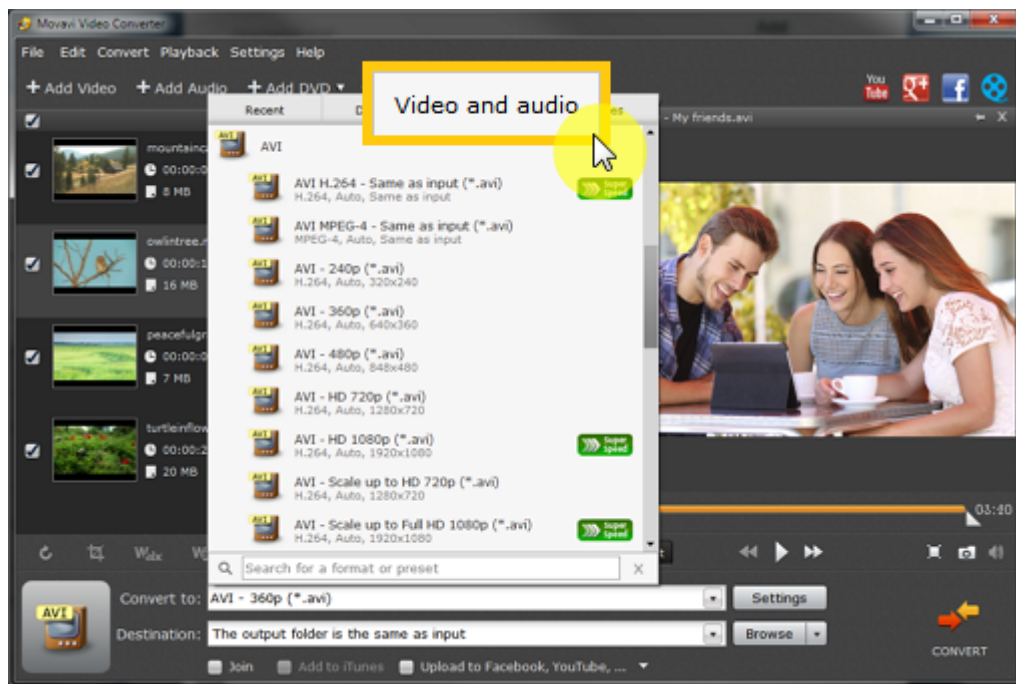 Movavi Video Converter
File Edit Convert Playback Settings Help
+ Add Video + Add Audio + Add DVD
You Tube
Recent
Video and audio
- My friends.avi
AVI
AVI H.264 - Same as input (*.avi)
H.264, Auto, Same as input
Super Speed
AVI MPEG-4 - Same as input (*.avi)
MPEG-4, Auto, Same as input
AVI - 240p (*.avi)
H.264, Auto, 320x240
AVI - 360p (*.avi)
H.264, Auto, 640x360
AVI - 480p (*.avi)
H.264, Auto, 848x480
AVI - HD 720p (*.avi)
H.264, Auto, 1280x720
AVI - HD 1080p (*.avi)
H.264, Auto, 1920x1080
Super Speed
AVI - Scale up to HD 720p (*.avi)
H.264, Auto, 1280x720
AVI - Scale up to Full HD 1080p (*.avi)
H.264, Auto, 1920x1080
Super Speed
Search for a format or preset
mountainc
00:00:0
8 MB
owlintree.
00:00:1
16 MB
peacefulgr
00:00:0
7 MB
turtleinflow
00:00:2
20 MB
Convert to: AVI - 360p (*.avi)
Settings
Destination: The output folder is the same as input
Browse
Join Add to iTunes Upload to Facebook, YouTube, ...
CONVERT